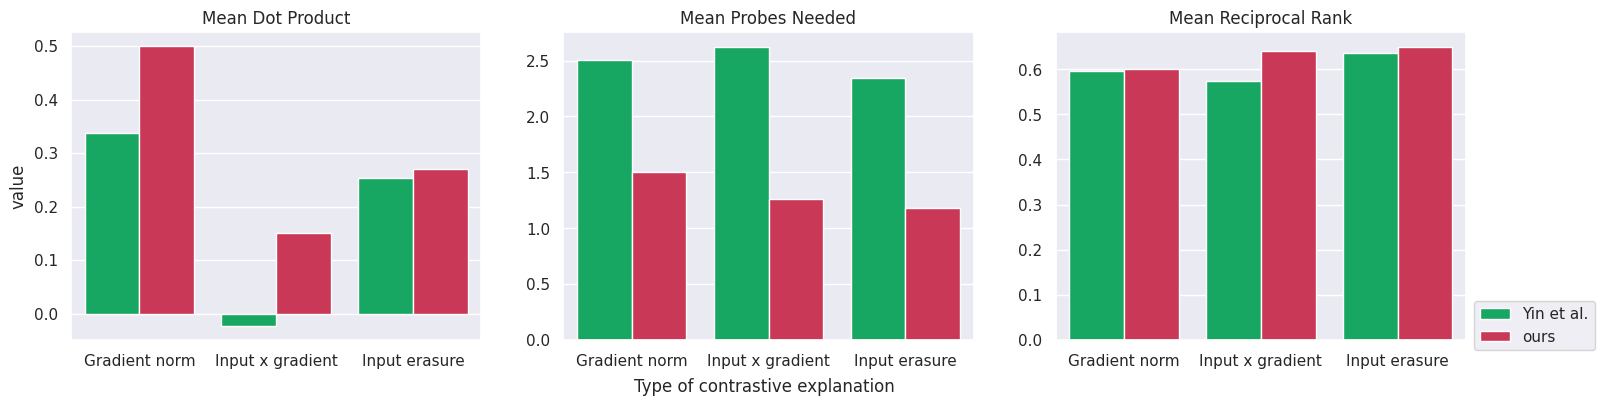 Mean Dot Product
Mean Probes Needed
Mean Reciprocal Rank
value
0.5
0.4
0.3
0.2
0.1
0.0
Gradient norm
Input x gradient
Input erasure
2.5
2.0
1.5
1.0
0.5
0.0
Gradient norm
Input x gradient
Input erasure
Type of contrastive explanation
0.6
0.5
0.4
0.3
0.2
0.1
0.0
Gradient norm
Input x gradient
Input erasure
Yin et al.
ours